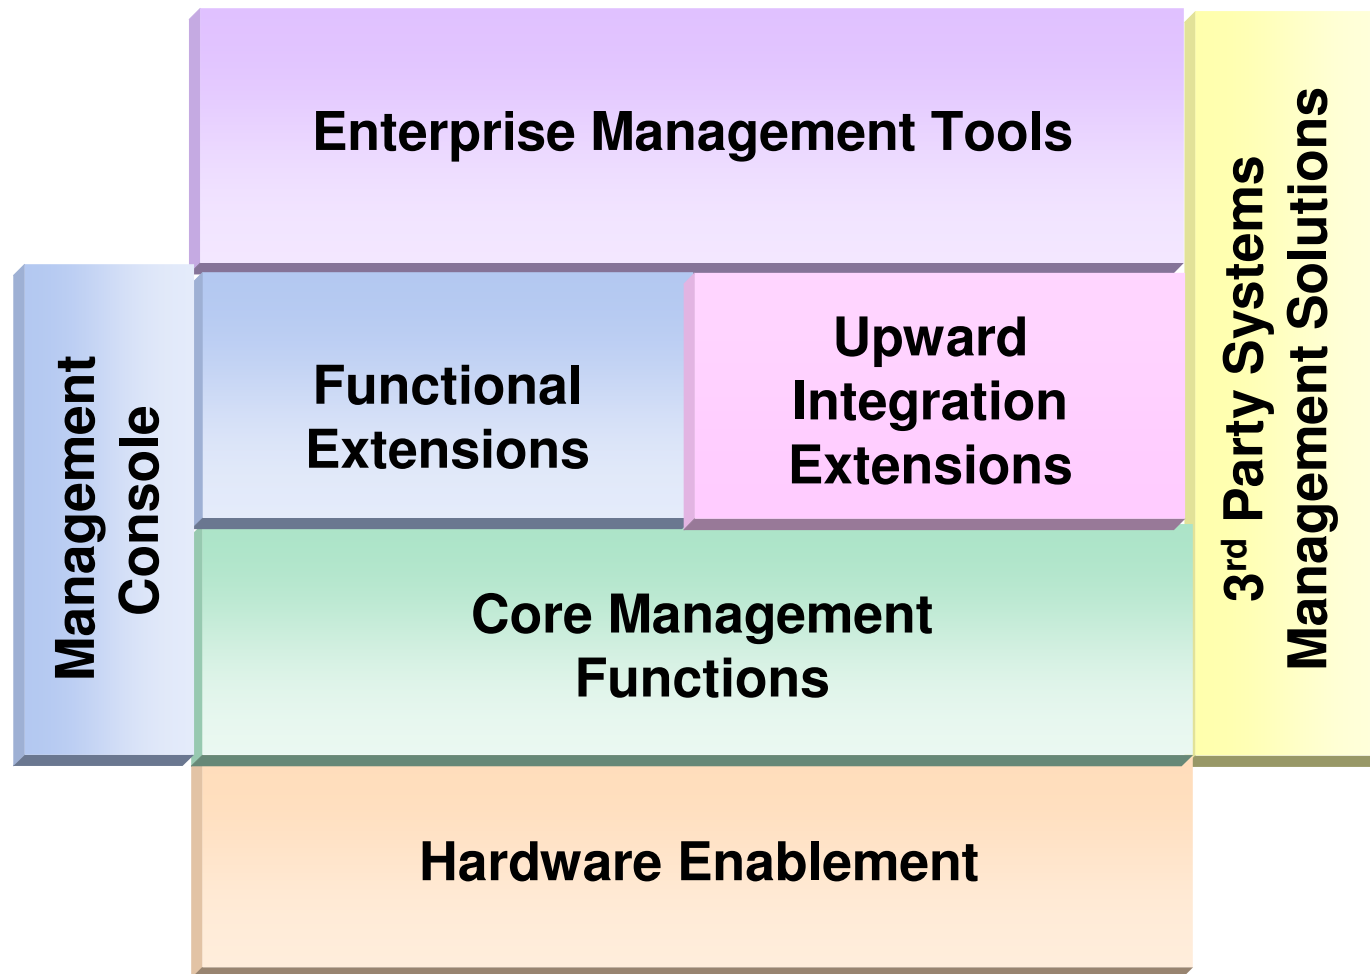 Enterprise Management Tools
3rd Party Systems
Management Solutions
Management
Console
Functional
Extensions
Upward
Integration
Extensions
Core Management
Functions
Hardware Enablement